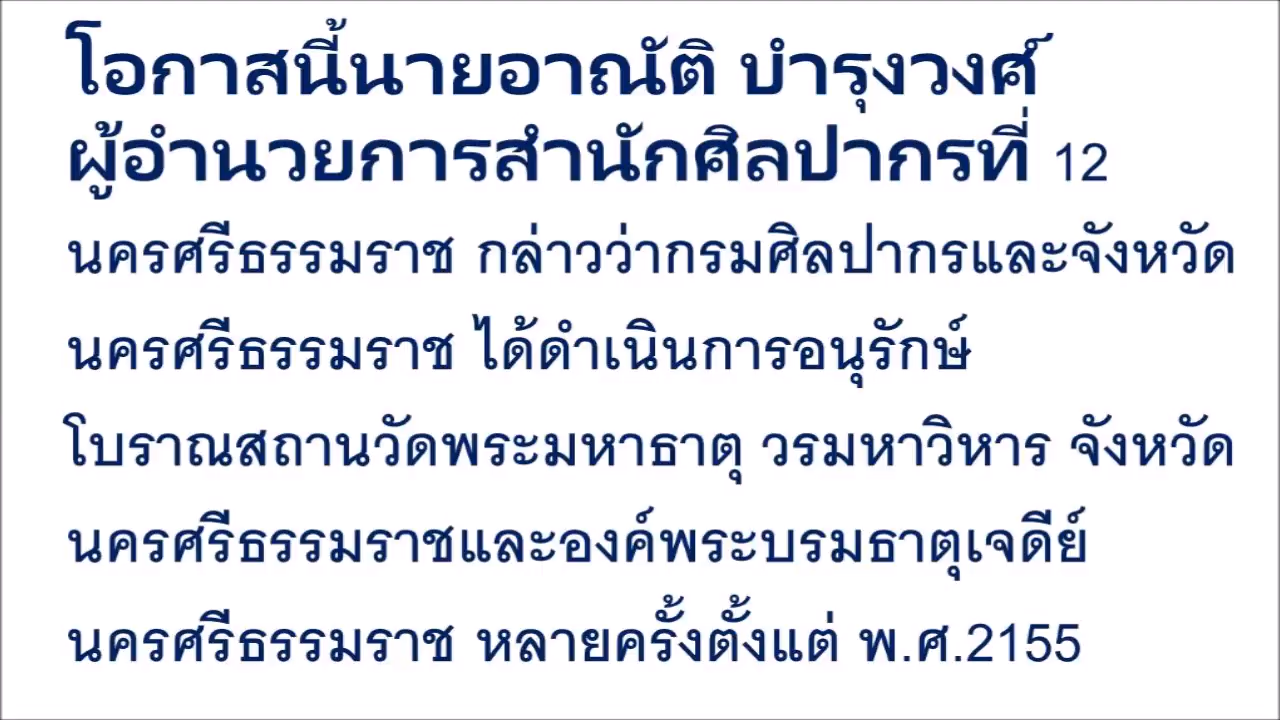 โอกาสนี้นายอาณัติ บำรุงวงศ์
ผู้อำนวยการสำนักศิลปากรที่ 12
นครศรีธรรมราช กล่าวว่ากรมศิลปากรและจังหวัด
นครศรีธรรมราช ได้ดำเนินการอนุรักษ์
โบราณสถานวัดพระมหาธาตุ วรมหาวิหาร จังหวัด
นครศรีธรรมราชและองค์พระบรมธาตุเจดีย์
นครศรีธรรมราช หลายครั้งตั้งแต่ พ.ศ.2155